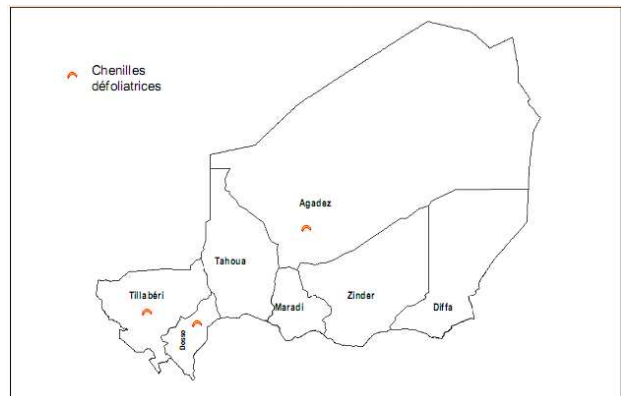 Chenilles
défoliatrices
Agadez
Tahoua
Tillabéri
Maradi
Zinder
Diffa
Dosso